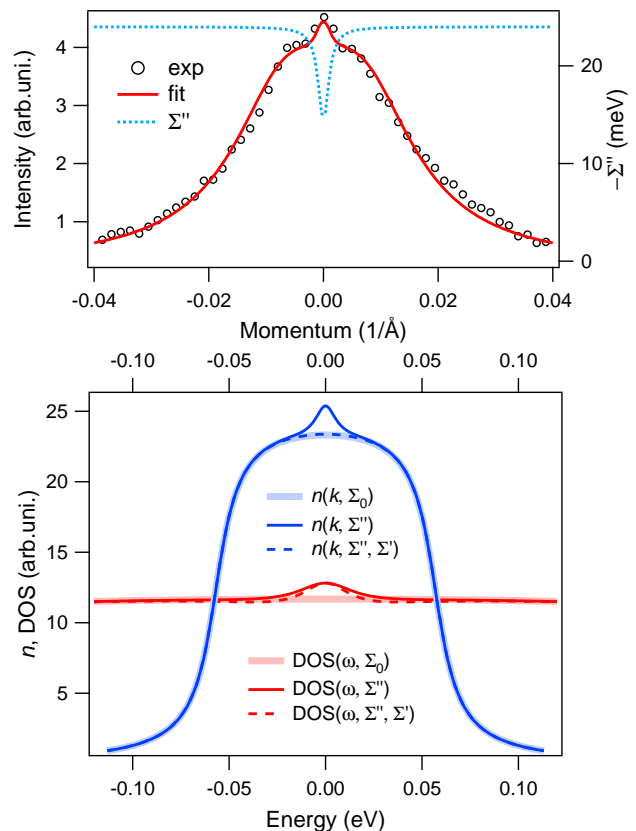 4
3
2
1
Intensity (arb.uni.)
exp
fit
Σ''
20
10
0
−Σ'' (meV)
-0.04 -0.02 0.00 0.02 0.04
Momentum (1/Å)
-0.10 -0.05 0.00 0.05 0.10
25
20
15
10
5
n, DOS (arb.uni.)
n(k, Σ0)
n(k, Σ'')
n(k, Σ'', Σ')
DOS(ω, Σ0)
DOS(ω, Σ'')
DOS(ω, Σ'', Σ')
-0.10 -0.05 0.00 0.05 0.10
Energy (eV)